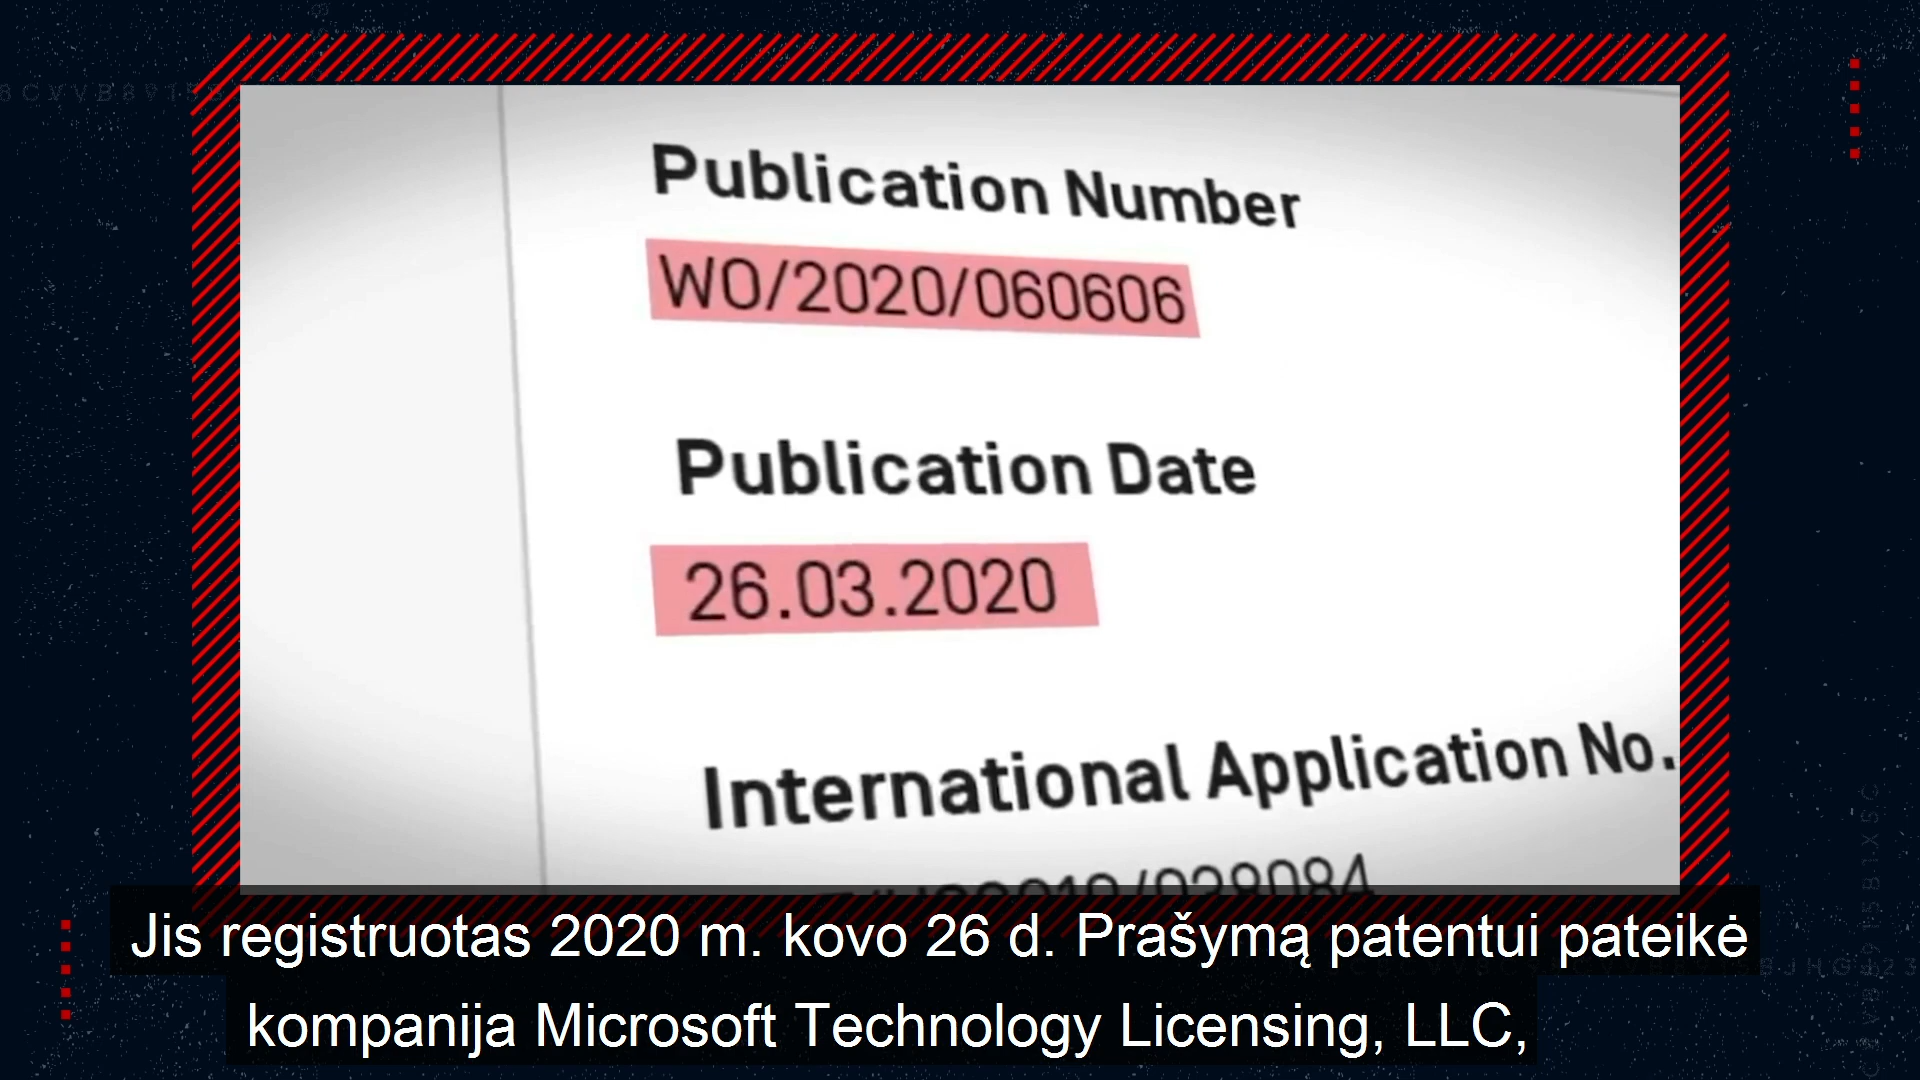 Publication Number
WO/2020/060606
Publication Date
26.03.2020
International Application No.
Jis registruotas 2020 m. kovo 26 d. Prašymą patentui pateikė
kompanija Microsoft Technology Licensing, LLC,